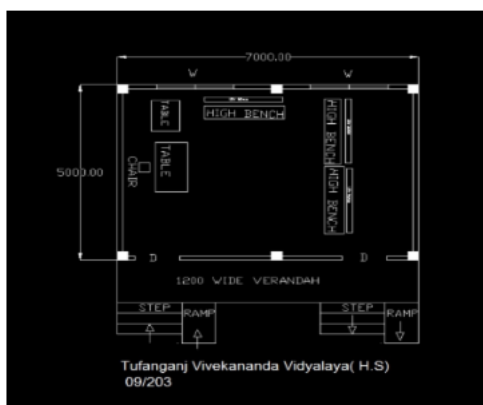 7000.00
W W
TABLE
HIGH BENCH
HIGH BENCH
5000.00
CHAIR
TABLE
HIGH BENCH
D D
1200 WIDE VERANDAH
STEP RAMP STEP RAMP
Tufanganj Vivekananda Vidyalaya( H.S)
09/203